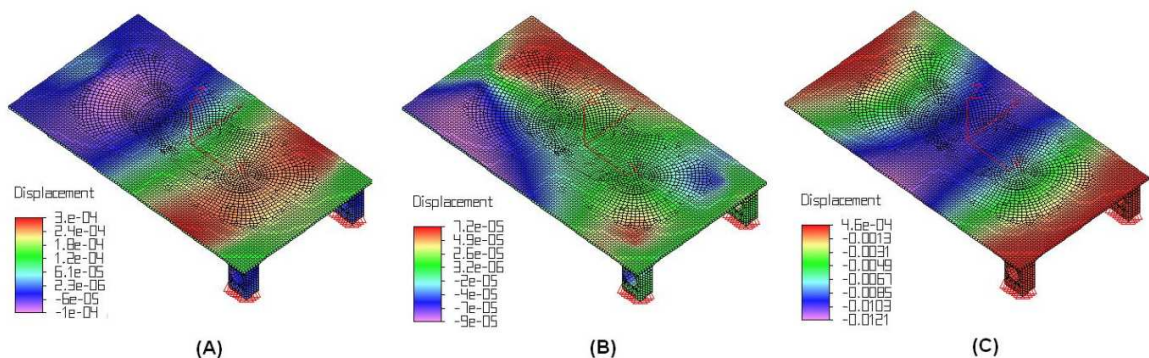 Displacement
3.e-04
2.4e-04
1.8e-04
1.2e-04
6.1e-05
2.3e-06
-6e-05
-1e-04
(A)
Displacement
7.2e-05
4.9e-05
2.6e-05
3.2e-06
-2e-05
-4e-05
-7e-05
-9e-05
(B)
Displacement
4.6e-04
-0.0013
-0.0031
-0.0049
-0.0067
-0.0085
-0.0103
-0.0121
(C)